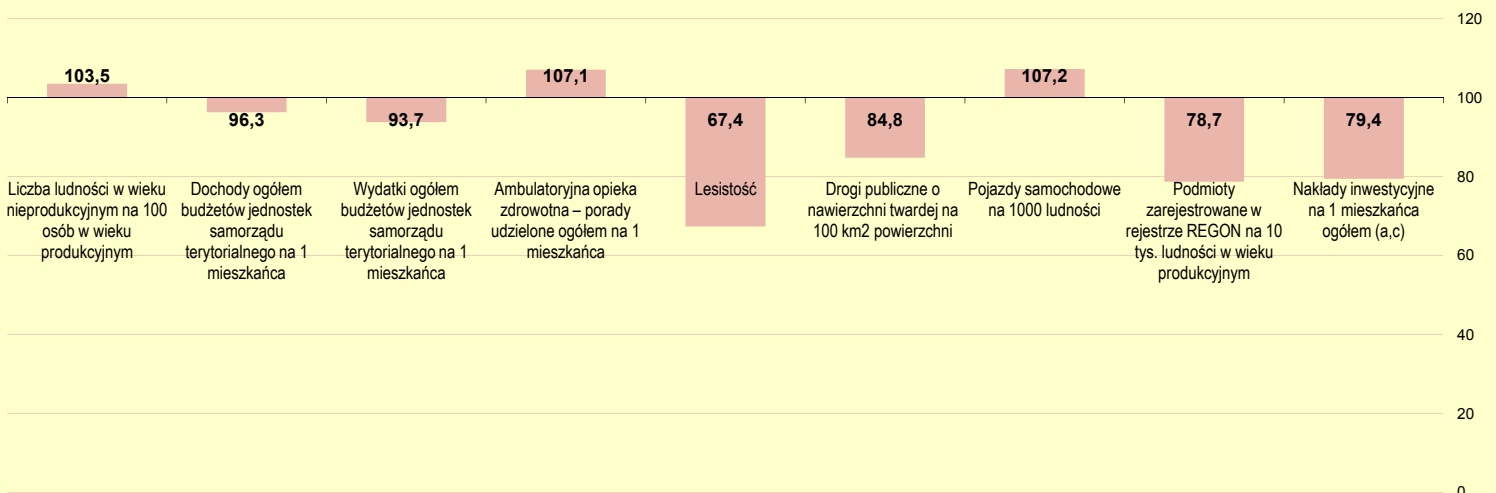 120
103,5
107,1
107,2
100
96,3
93,7
67,4
84,8
78,7
79,4
80
Liczba ludności w wieku
nieprodukcyjnym na 100
osób w wieku
produkcyjnym
Dochody ogółem
budżetów jednostek
samorządu
terytorialnego na 1
mieszkańca
Wydatki ogółem
budżetów jednostek
samorządu
terytorialnego na 1
mieszkańca
Ambulatoryjna opieka
zdrowotna – porady
udzielone ogółem na 1
mieszkańca
Lesistość
Drogi publiczne o
nawierzchni twardej na
100 km2 powierzchni
Pojazdy samochodowe
na 1000 ludności
Podmioty
zarejestrowane w
rejestrze REGON na 10
tys. ludności w wieku
produkcyjnym
Nakłady inwestycyjne
na 1 mieszkańca
ogółem (a,c)
60
40
20
0